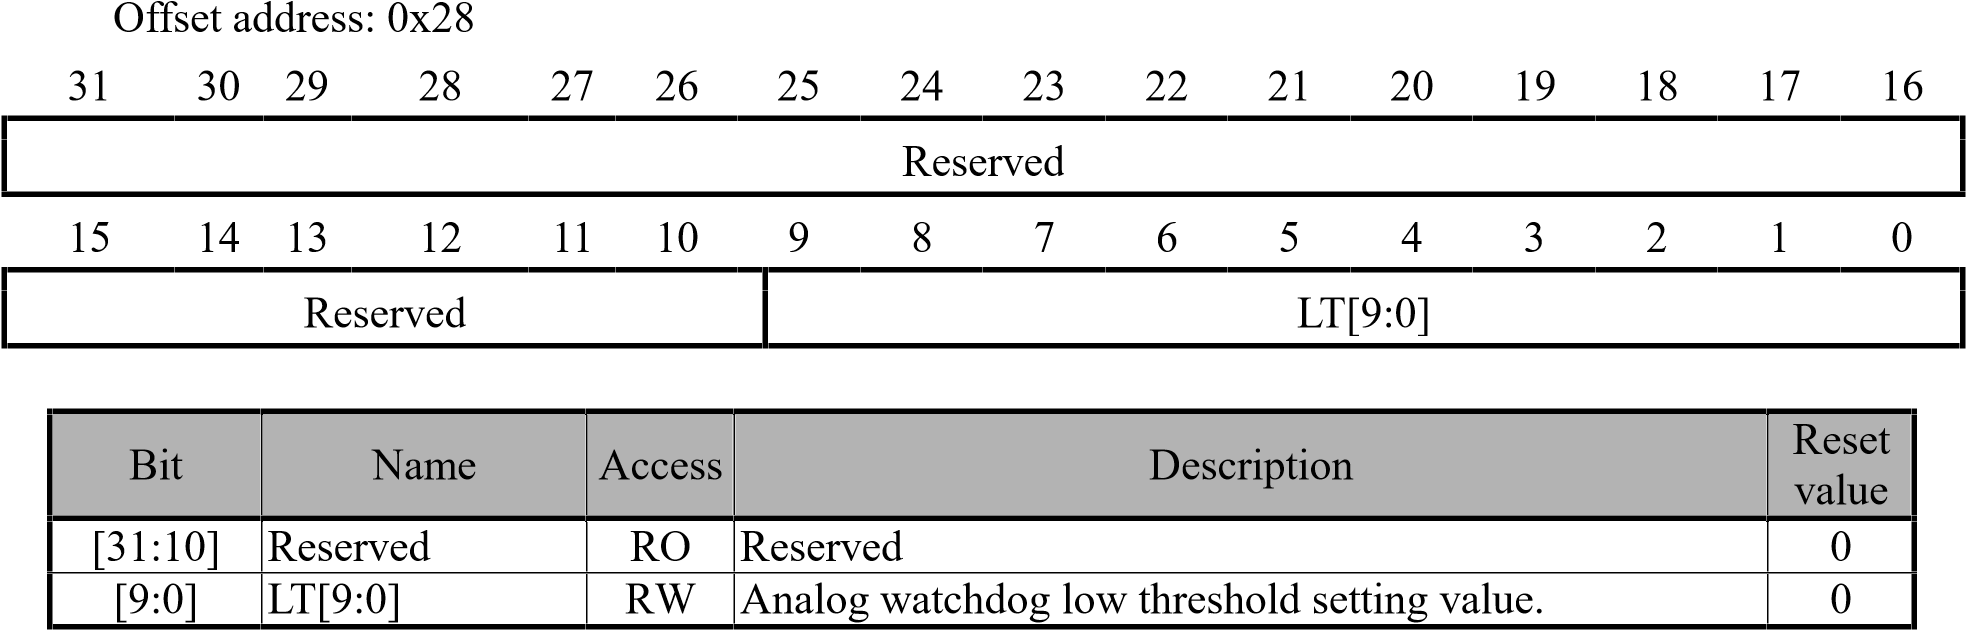 Offset address: 0x28
31 30 29 28 27 26 25 24 23 22 21 20 19 18 17 16
Reserved
15 14 13 12 11 10 9 8 7 6 5 4 3 2 1 0
Reserved LT[9:0]
Bit Name Access Description Reset value
[31:10] Reserved RO Reserved 0
[9:0] LT[9:0] RW Analog watchdog low threshold setting value. 0